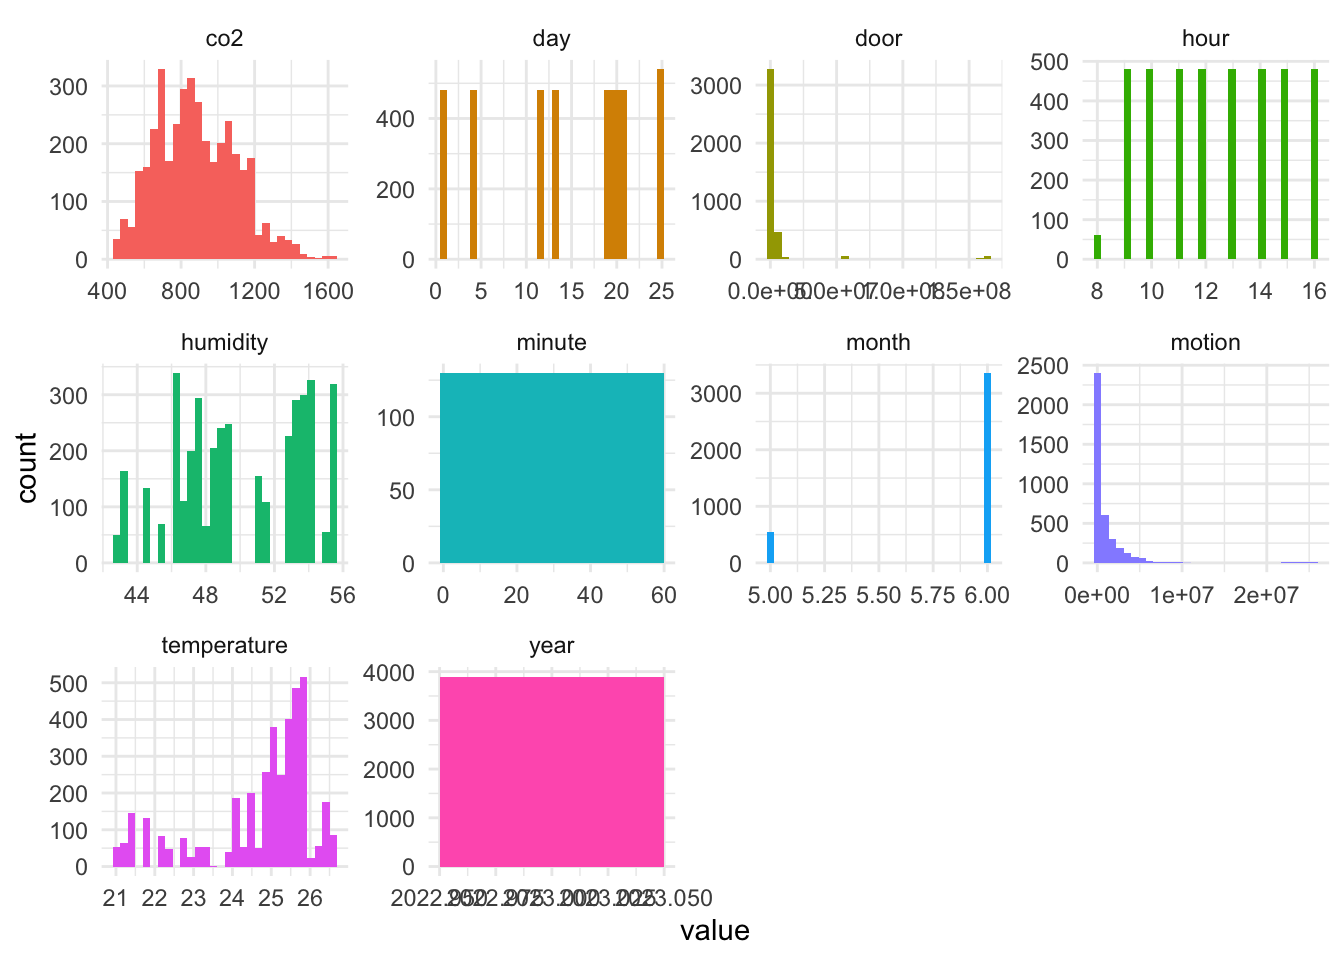 co2
300
200
100
0
400 800 1200 1600
day
400
200
0
0 5 10 15 20 25
door
3000
2000
1000
0
0.0e+00 5.0e+07 1.0e+08 1.5e+08
hour
500
400
300
200
100
0
8 10 12 14 16
humidity
300
200
100
0
44 48 52 56
minute
100
50
0
0 20 40 60
month
3000
2000
1000
0
5.00 5.25 5.50 5.75 6.00
motion
2500
2000
1500
1000
500
0
0e+00 1e+07 2e+07
temperature
500
400
300
200
100
0
21 22 23 24 25 26
year
4000
3000
2000
1000
0
2022.950 2022.975 2023.000 2023.025 2023.050
count
value